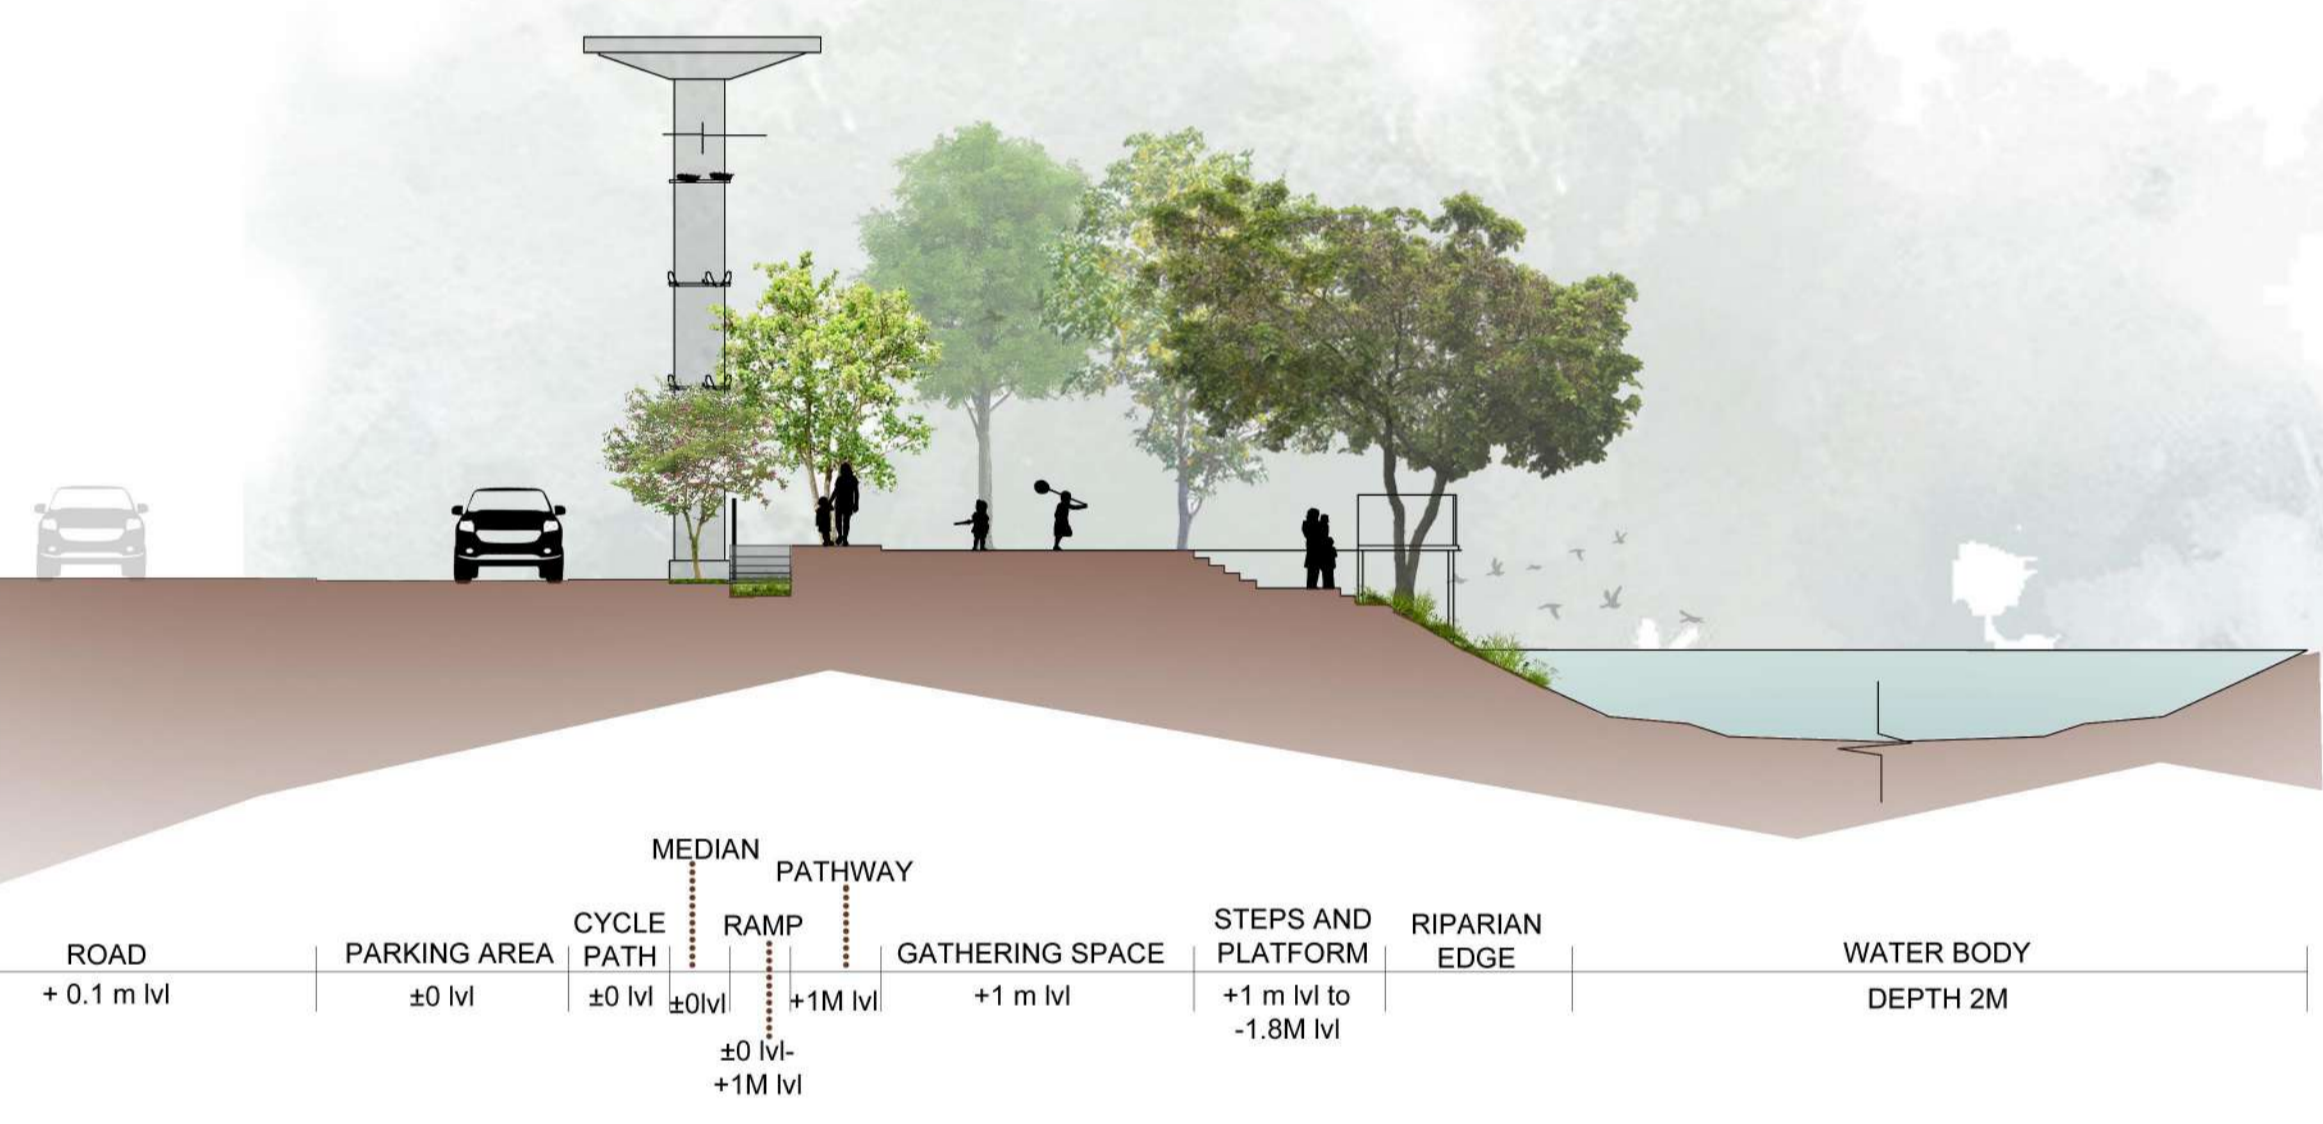 MEDIAN
PATHWAY
ROAD
+ 0.1 m lvl
PARKING AREA
±0 lvl
CYCLE
PATH
±0 lvl
±0lvl
RAMP
±0 lvl-
+1M lvl
+1M lvl
GATHERING SPACE
+1 m lvl
STEPS AND
PLATFORM
+1 m lvl to
-1.8M lvl
RIPARIAN
EDGE
WATER BODY
DEPTH 2M